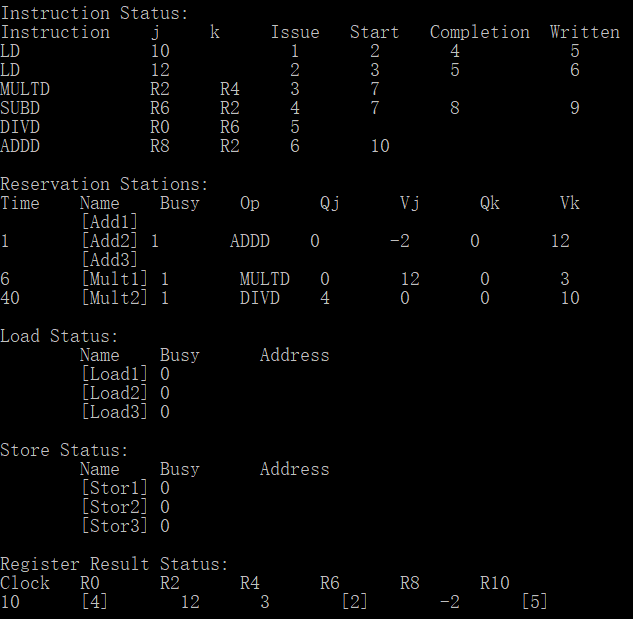 Instruction Status:
Instruction j k Issue Start Completion Written
LD 10 1 2 4 5
LD 12 2 3 5 6
MULTD R2 R4 3 7
SUBD R6 R2 4 7 8 9
DIVD R0 R6 5
ADDD R8 R2 6 10
Reservation Stations:
Time Name Busy Op Qj Vj Qk Vk
[Add1]
1 [Add2] 1 ADDD 0 -2 0 12
[Add3]
6 [Mult1] 1 MULTD 0 12 0 3
40 [Mult2] 1 DIVD 4 0 0 10
Load Status:
Name Busy Address
[Load1] 0
[Load2] 0
[Load3] 0
Store Status:
Name Busy Address
[Stor1] 0
[Stor2] 0
[Stor3] 0
Register Result Status:
Clock R0 R2 R4 R6 R8 R10
10 [4] 12 3 [2] -2 [5]